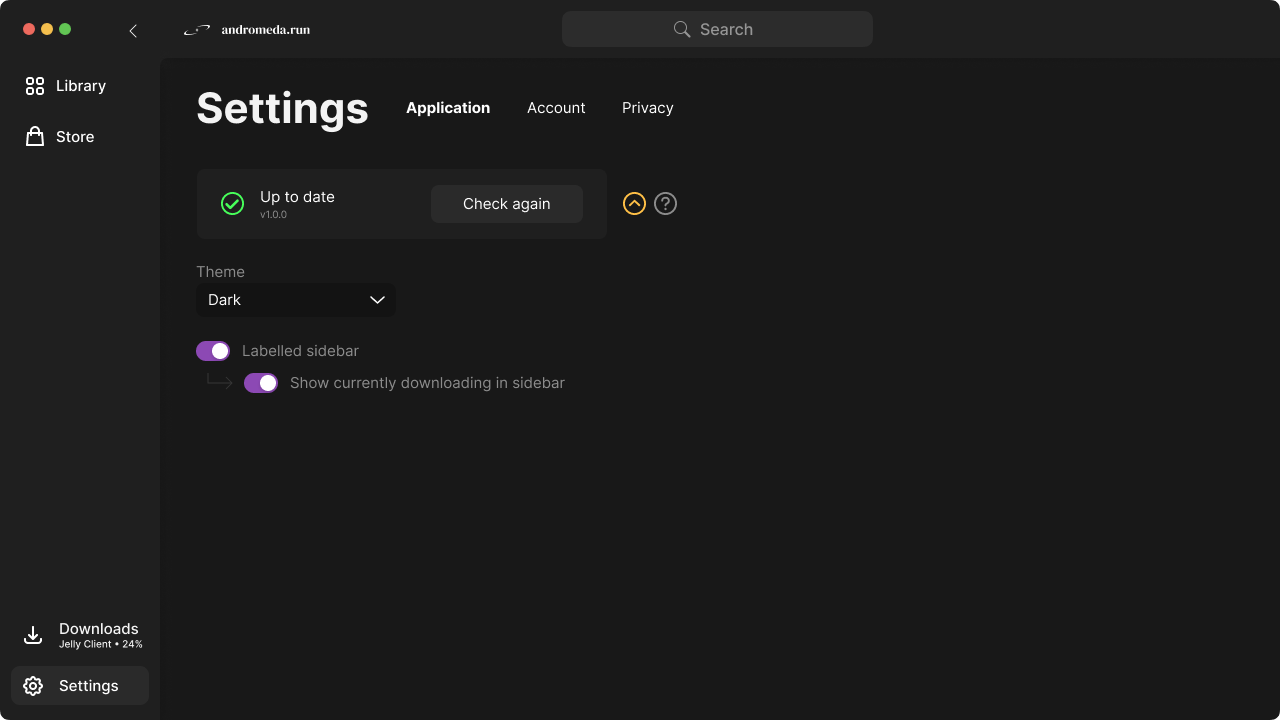 andromeda.run
Search
Library
Store
Settings
Application
Account
Privacy
Up to date
v1.0.0
Check again
?
Theme
Dark
Labelled sidebar
Show currently downloading in sidebar
Downloads
Jelly Client • 24%
Settings